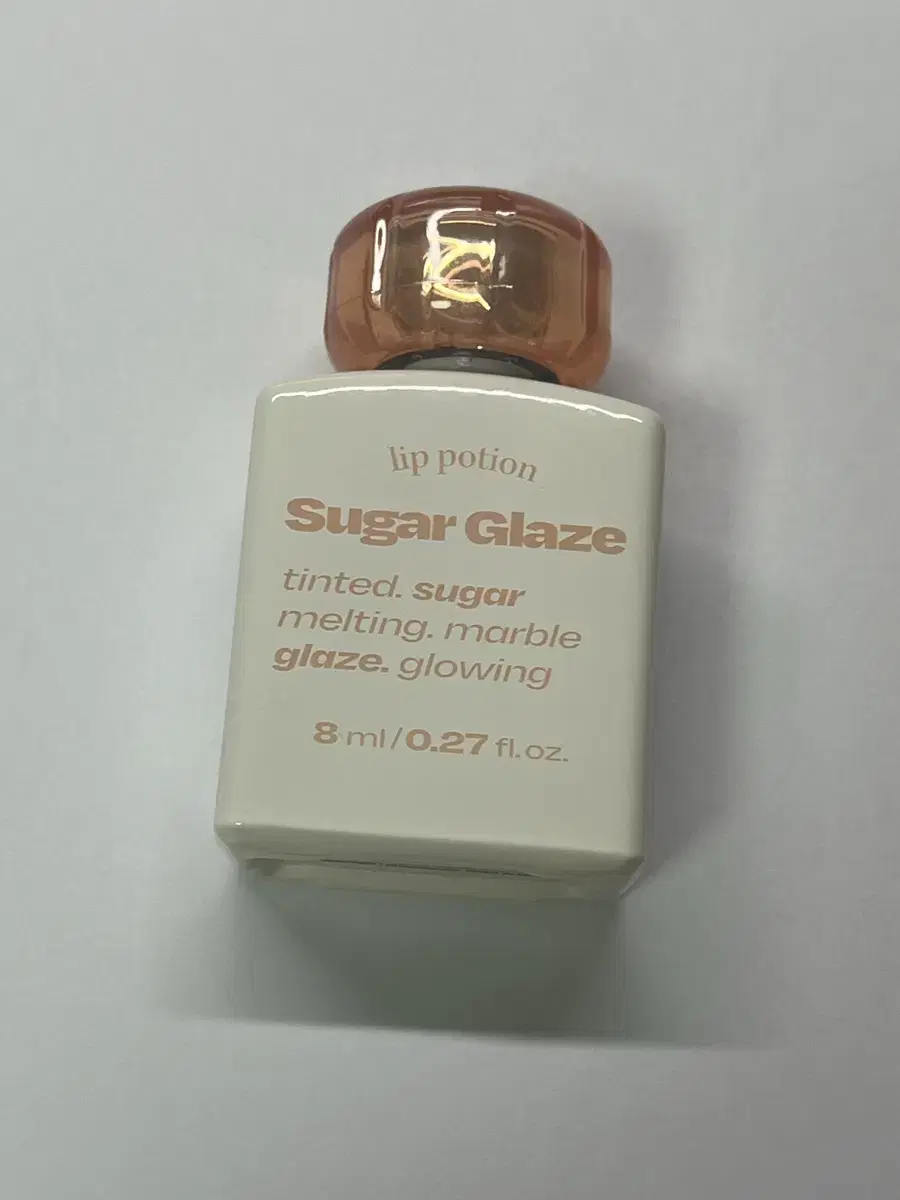 lip potion
Sugar Glaze
tinted. sugar
melting. marble
glaze. glowing
8 ml / 0.27 fl. oz.